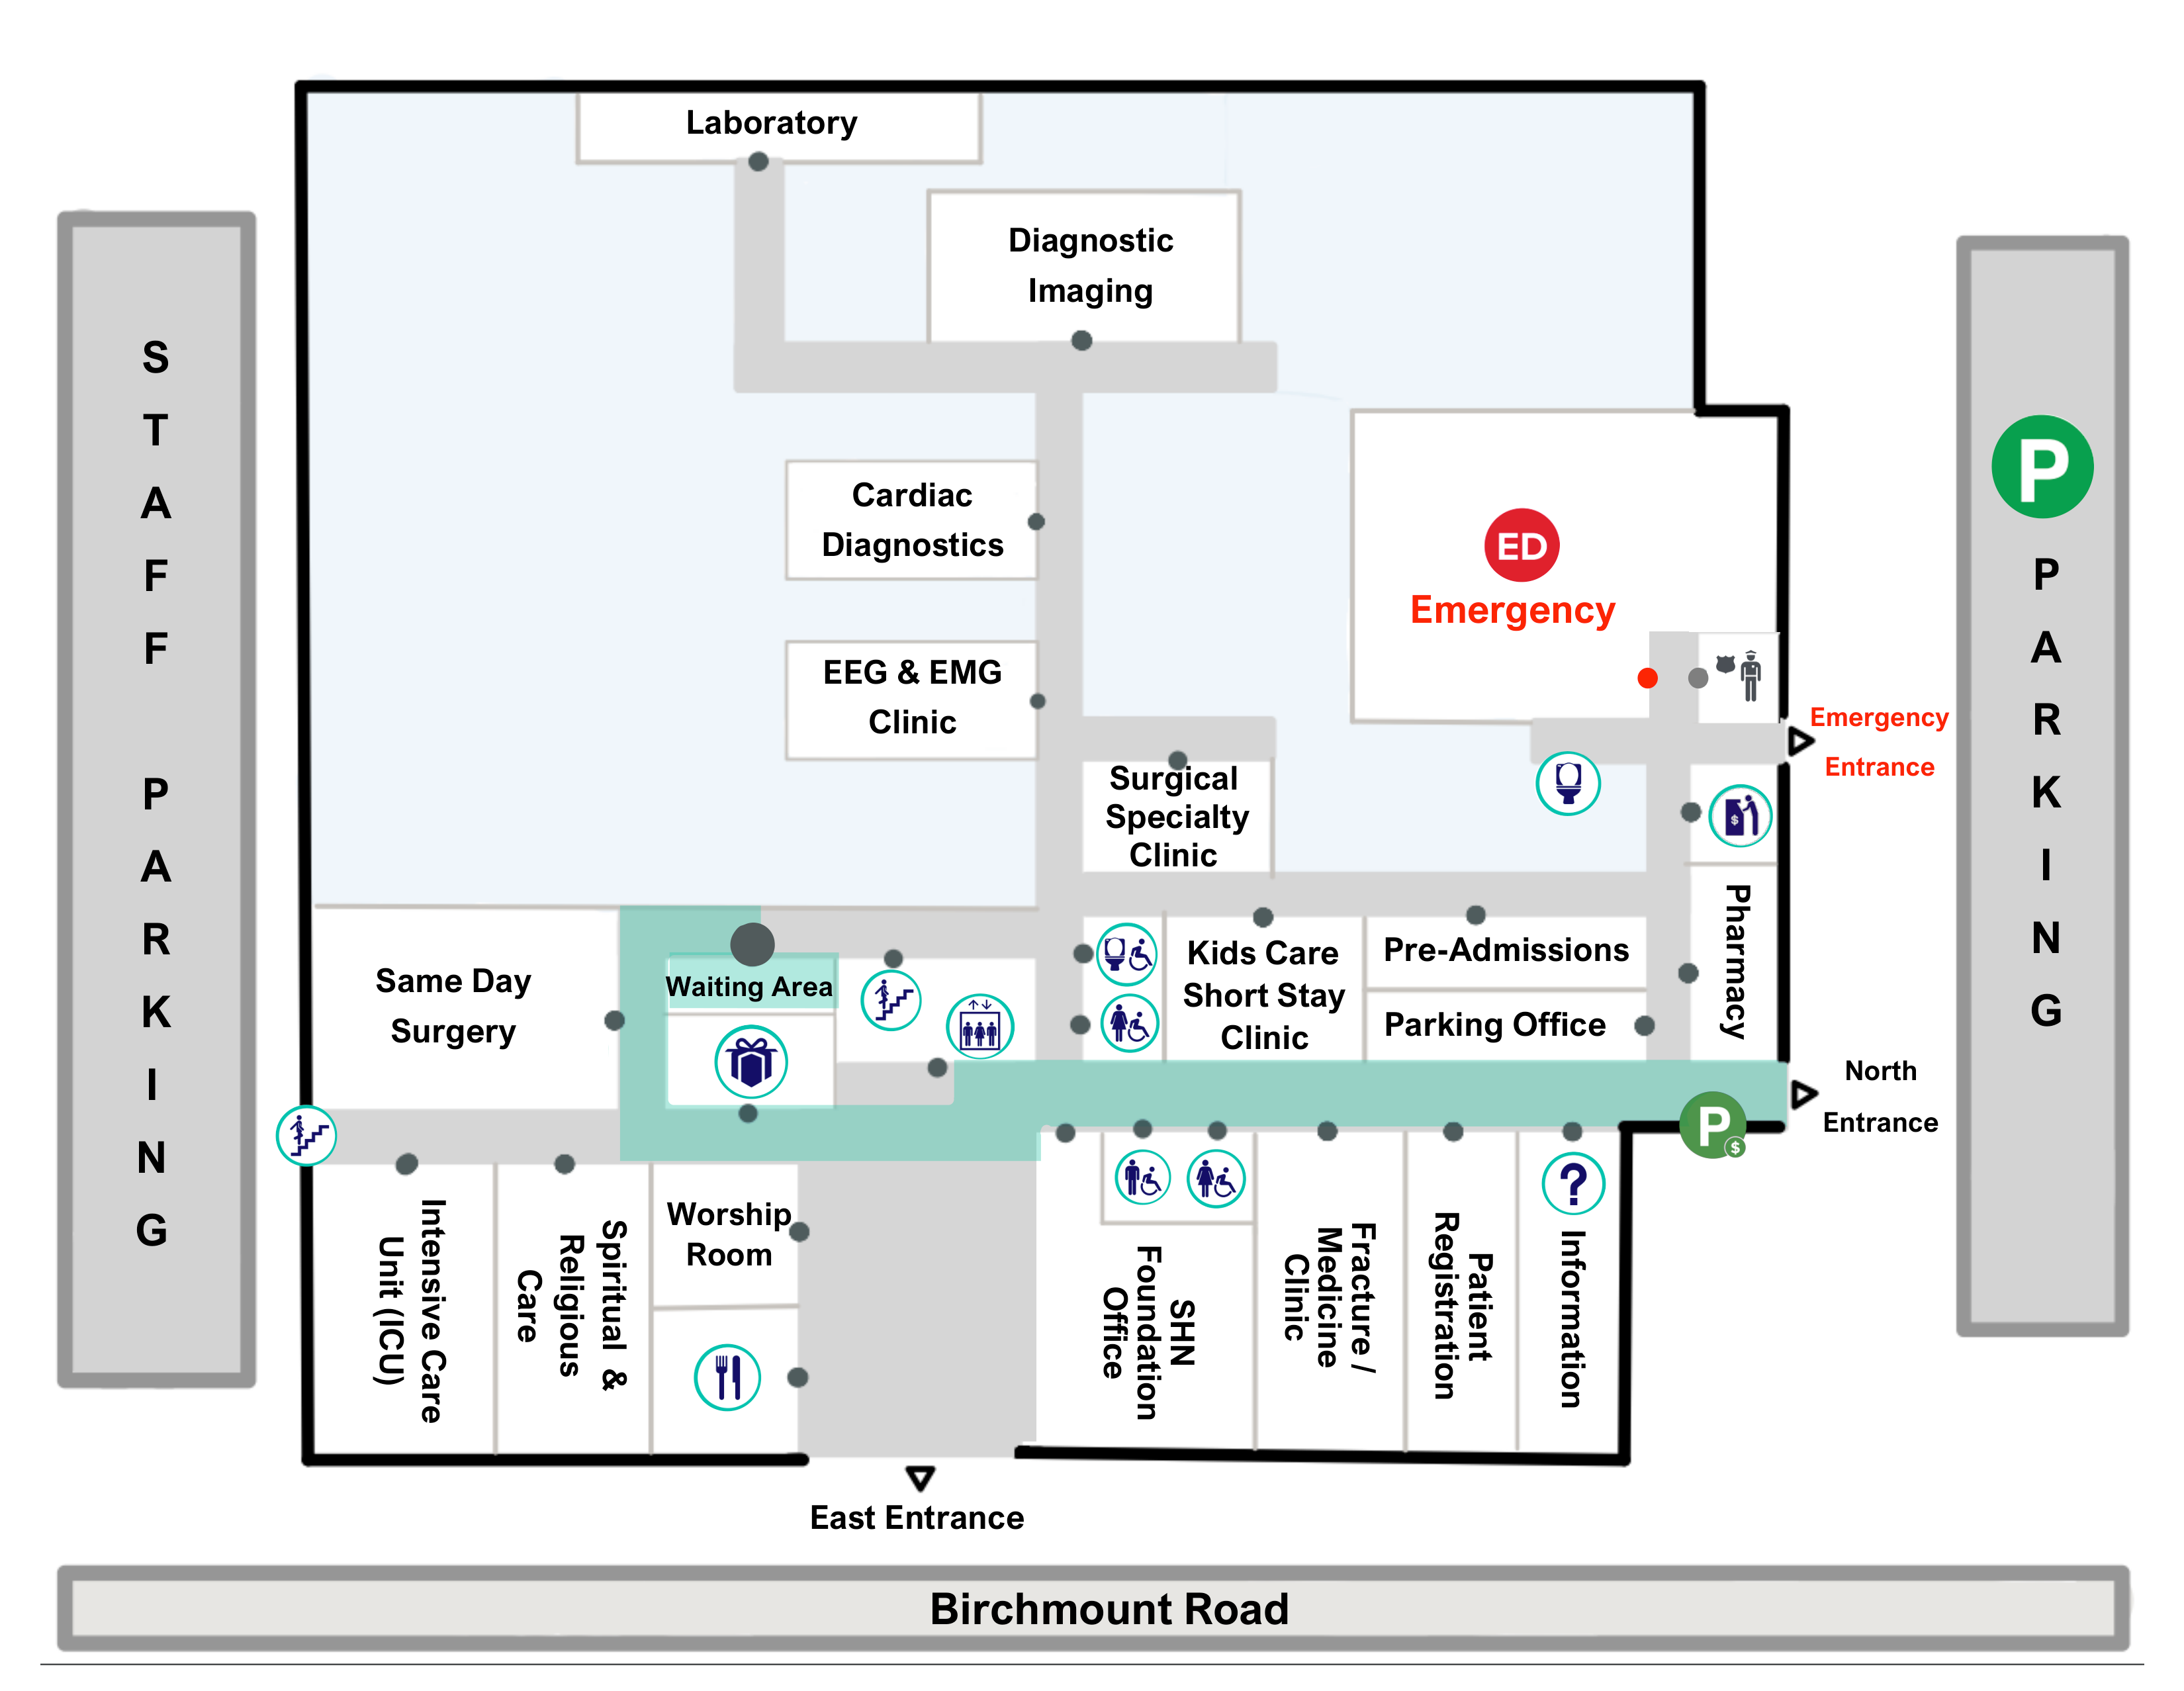 Laboratory
Diagnostic
Imaging
STAFF PARKING
P
PARKING
Cardiac
Diagnostics
ED
Emergency
EEG & EMG
Clinic
Emergency
Entrance
Surgical
Specialty
Clinic
$
Pharmacy
Same Day
Surgery
Waiting Area
Kids Care
Short Stay
Clinic
Pre-Admissions
Parking Office
North
Entrance
P
$
?
Intensive Care
Unit (ICU)
Spiritual &
Religious
Care
Worship
Room
SHN
Foundation
Office
Fracture /
Medicine
Clinic
Patient
Registration
Information
East Entrance
Birchmount Road